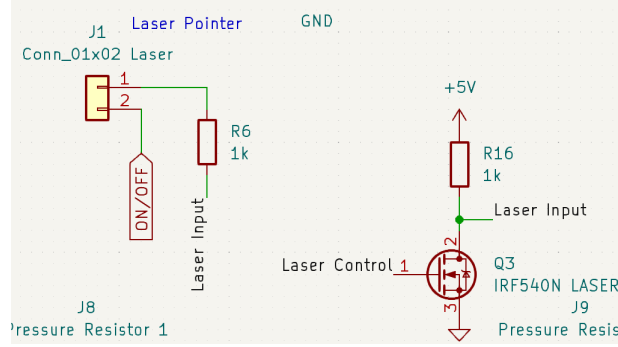 Laser Pointer
GND
J1
Conn_01x02 Laser
1
2
R6
1k
ON/OFF
Laser Input
+5V
R16
1k
Laser Input
2
Laser Control
1
Q3
IRF540N LASER
3
J8
Pressure Resistor 1
J9
Pressure Resis